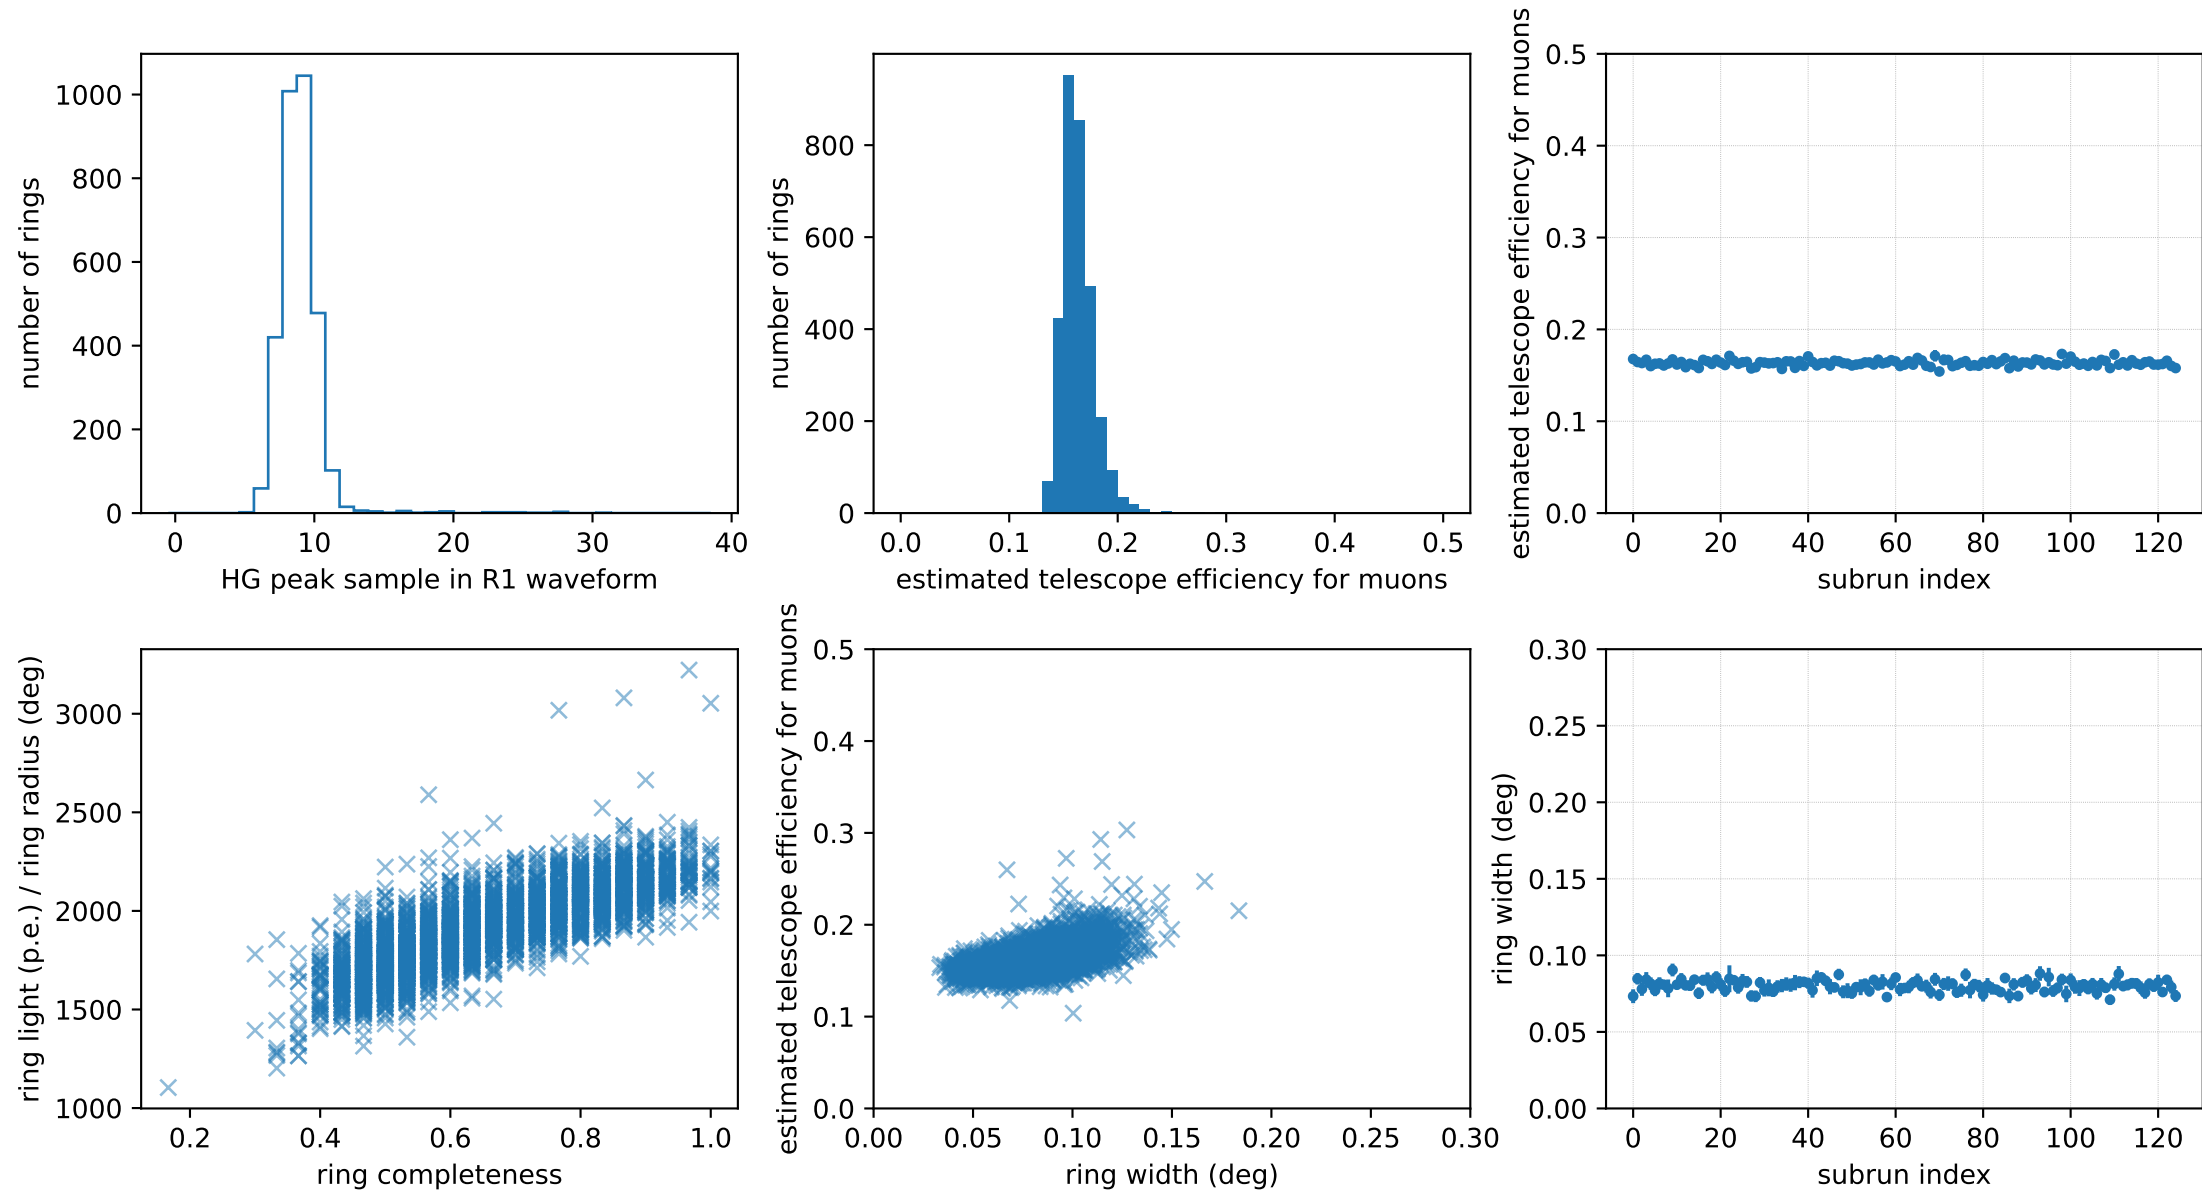 number of rings
1000
800
600
400
200
0
0 10 20 30 40
HG peak sample in R1 waveform
number of rings
800
600
400
200
0
0.0 0.1 0.2 0.3 0.4 0.5
estimated telescope efficiency for muons
estimated telescope efficiency for muons
0.5
0.4
0.3
0.2
0.1
0.0
0 20 40 60 80 100 120
subrun index
ring light (p.e.) / ring radius (deg)
3000
2500
2000
1500
1000
0.2 0.4 0.6 0.8 1.0
ring completeness
estimated telescope efficiency for muons
0.5
0.4
0.3
0.2
0.1
0.0
0.00 0.05 0.10 0.15 0.20 0.25 0.30
ring width (deg)
ring width (deg)
0.30
0.25
0.20
0.15
0.10
0.05
0.00
0 20 40 60 80 100 120
subrun index